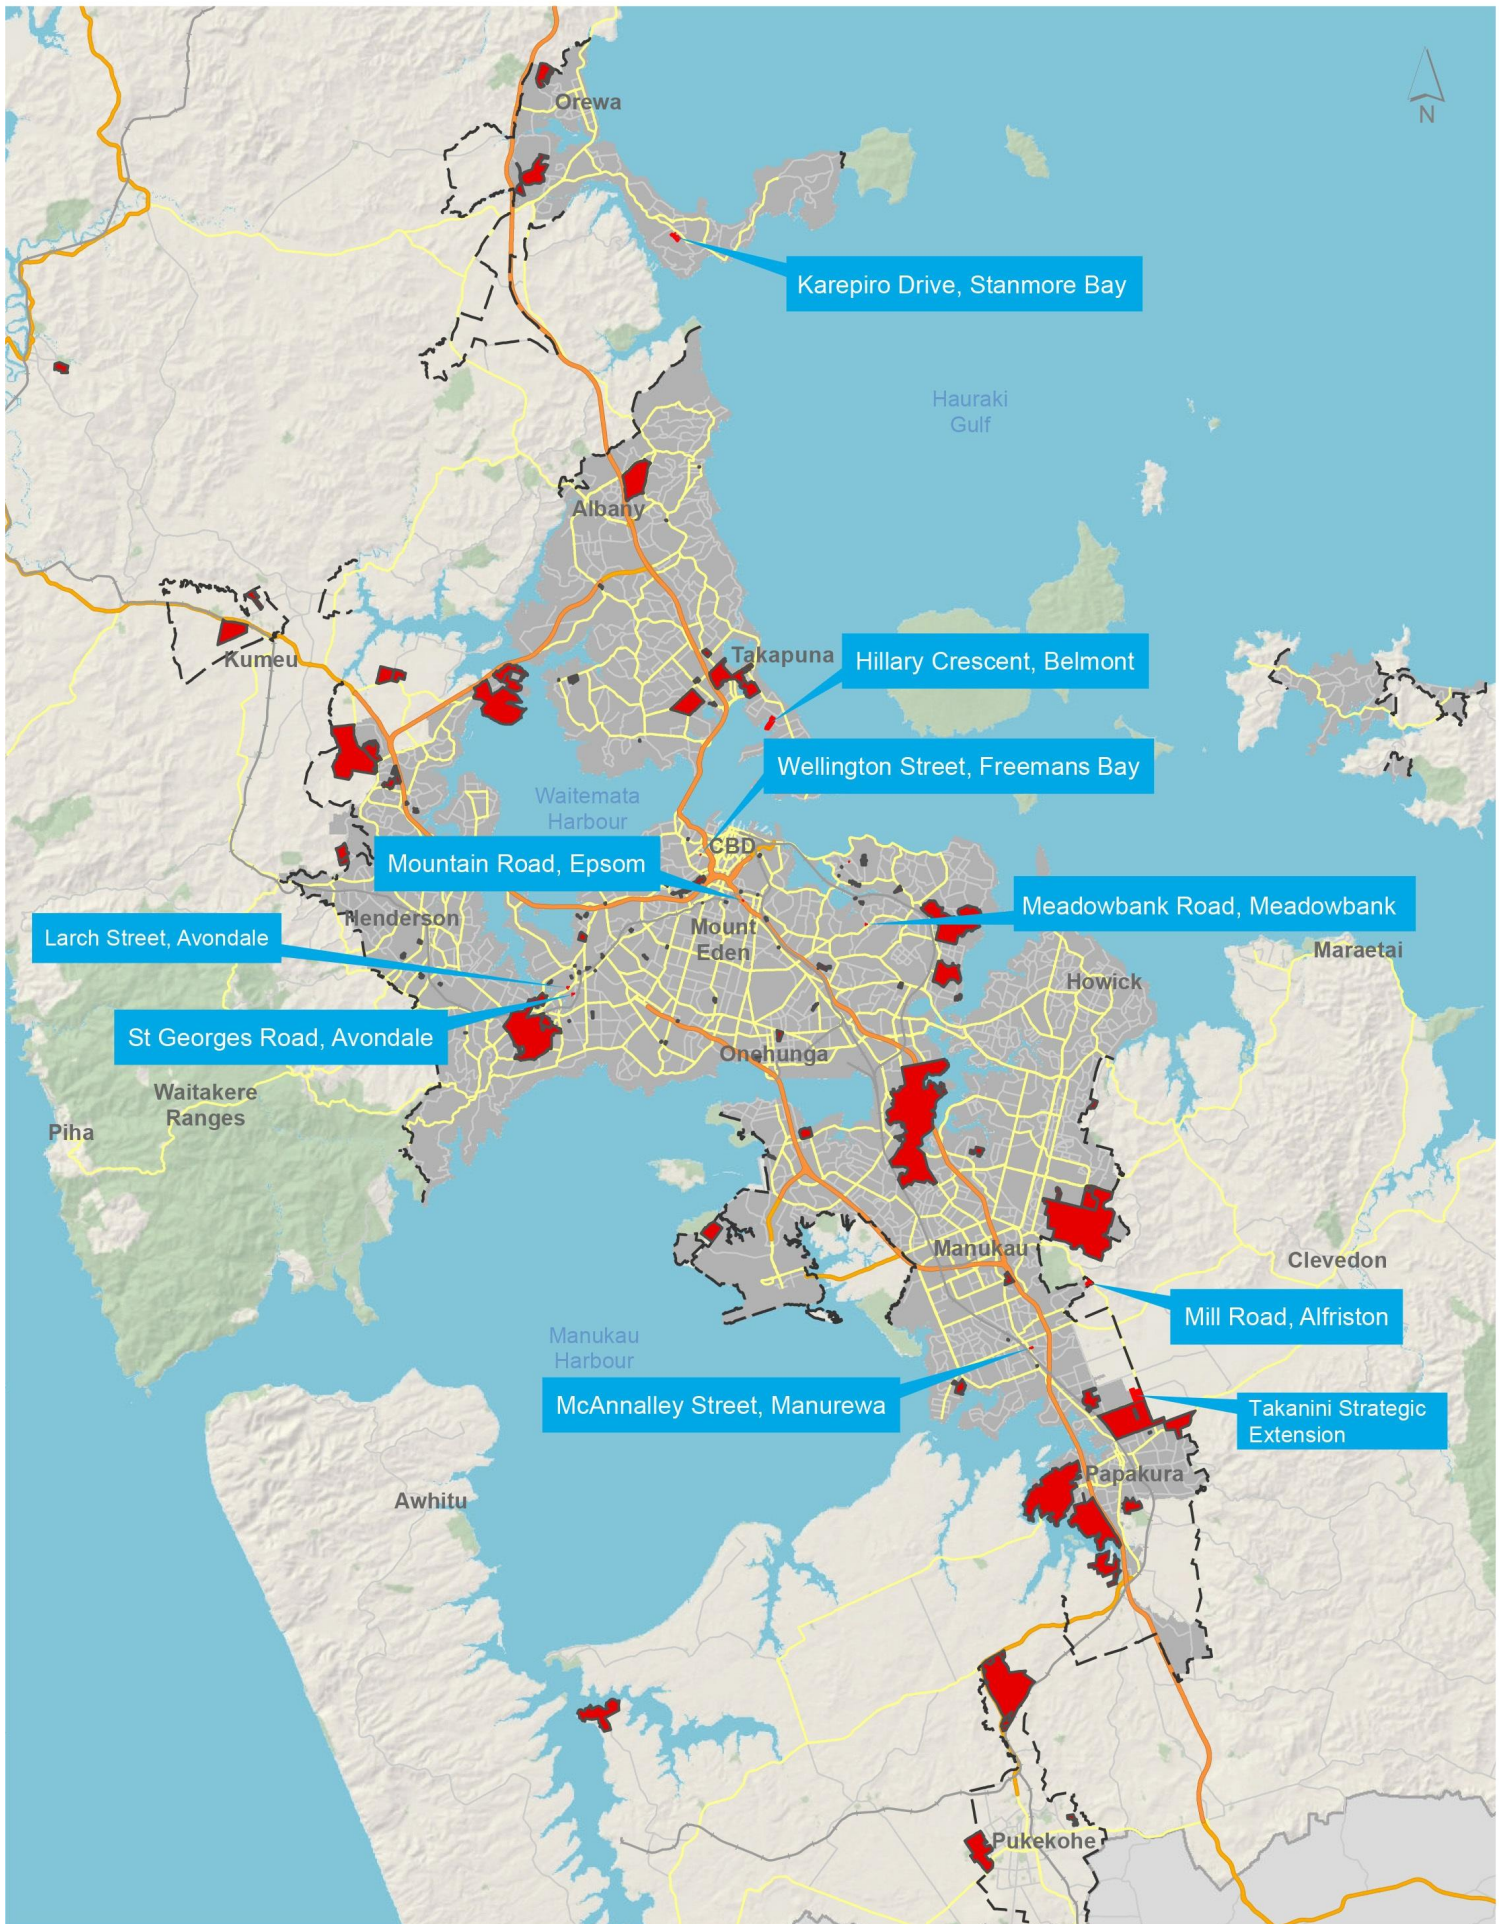 Orewa
N
Karepiro Drive, Stanmore Bay
Hauraki
Gulf
Albany
Takapuna
Hillary Crescent, Belmont
Kumeu
Wellington Street, Freemans Bay
Waitemata
Harbour
CBD
Mountain Road, Epsom
Meadowbank Road, Meadowbank
Henderson
Mount
Eden
Larch Street, Avondale
Maraetai
Howick
St Georges Road, Avondale
Onehunga
Waitakere
Ranges
Piha
Manukau
Clevedon
Mill Road, Alfriston
Manukau
Harbour
McAnnalley Street, Manurewa
Takanini Strategic
Extension
Papakura
Awhitu
Pukekohe